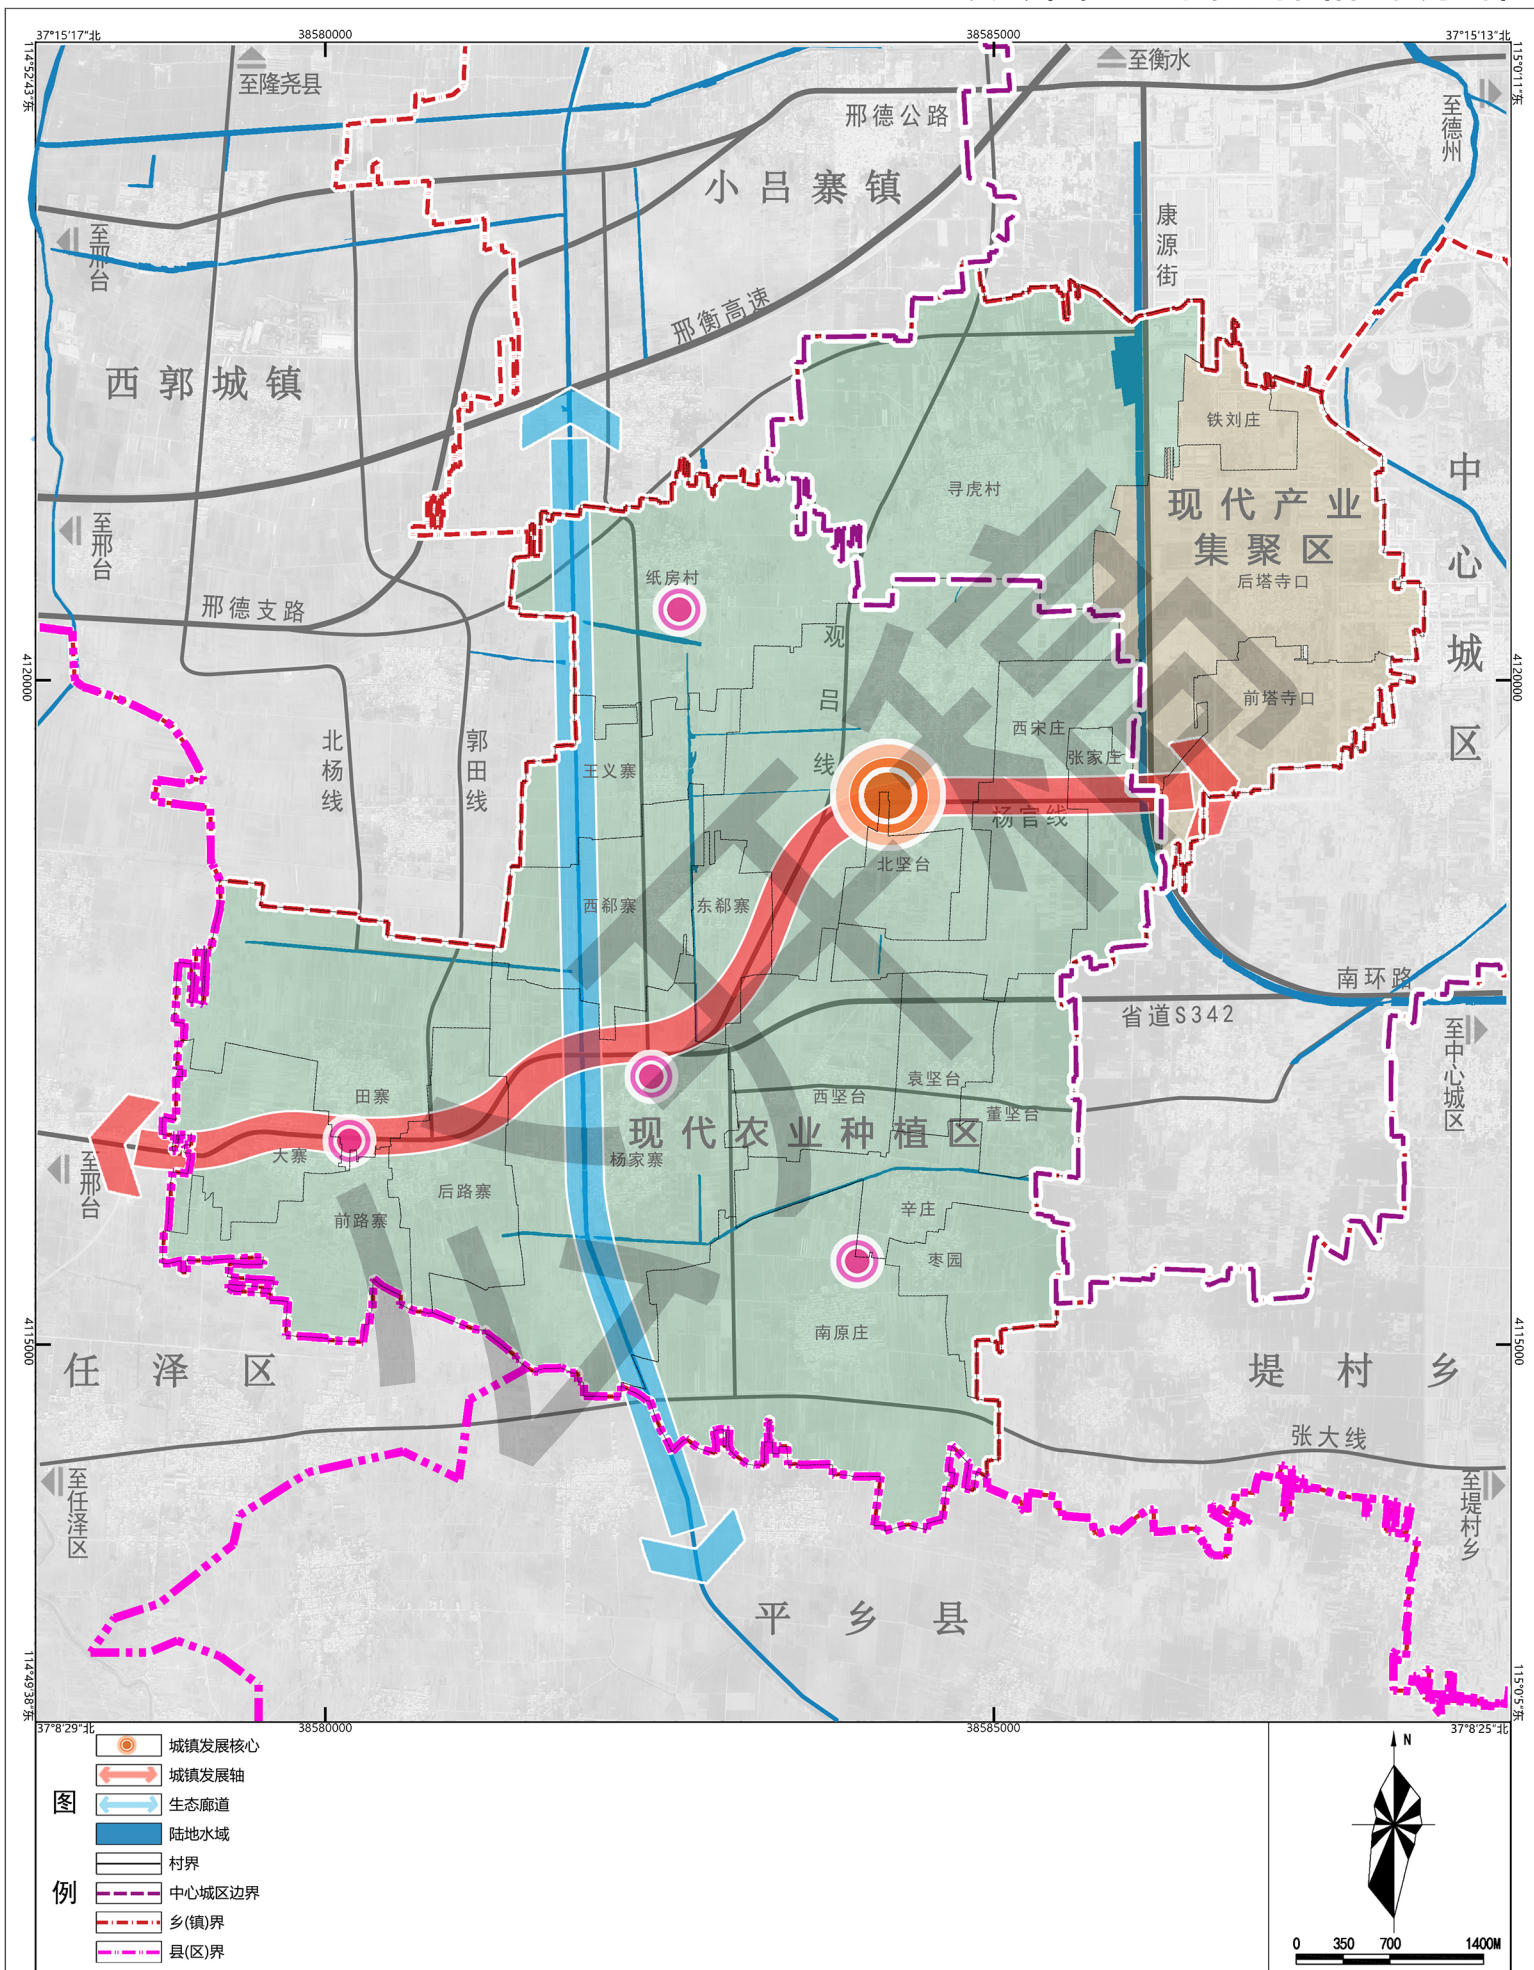 37°15′17″北
38580000
38585000
37°15′13″北
114°52′43″东
115°0′11″东
至隆尧县
至衡水
至德州
邢德公路
小吕寨镇
康源街
至邢台
邢衡高速
西郭城镇
铁刘庄
中心城区
寻虎村
现代产业
集聚区
至邢台
纸房村
后塔寺口
邢德支路
观吕线
4120000
4120000
前塔寺口
西宋庄
北杨线
郭田线
张家庄
王义寨
杨官线
北坚台
西郗寨
东郗寨
南环路
省道S342
至中心城区
袁坚台
田寨
西坚台
董坚台
现代农业种植区
大寨
杨家寨
至邢台
后路寨
前路寨
辛庄
枣园
南原庄
4115000
4115000
任泽区
堤村乡
张大线
至任泽区
至堤村乡
平乡县
114°49′38″东
115°0′5″东
37°8′29″北
38580000
38585000
37°8′25″北
图例
城镇发展核心
城镇发展轴
生态廊道
陆地水域
村界
中心城区边界
乡(镇)界
县(区)界
N
0 350 700 1400M